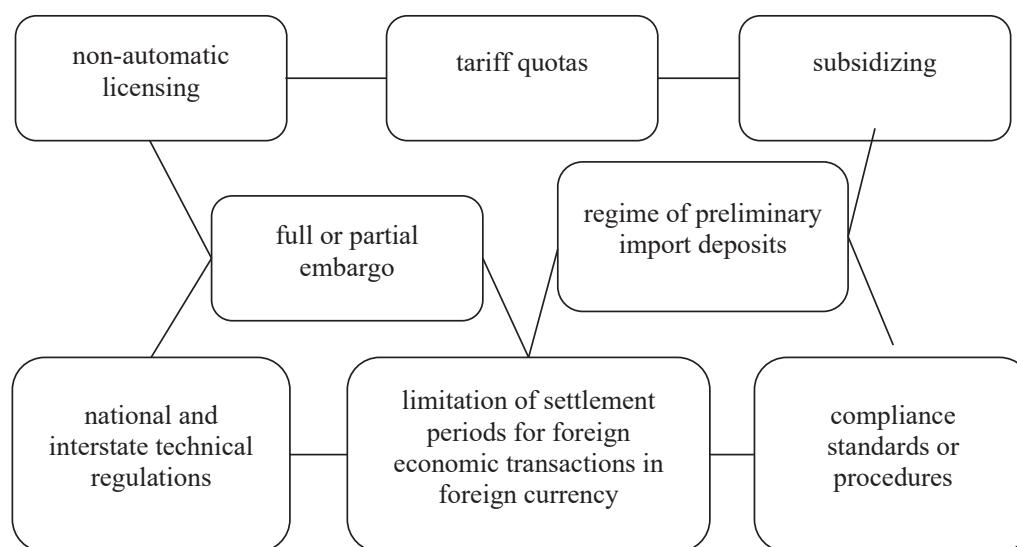 non-automatic
licensing
tariff quotas
subsidizing
full or partial
embargo
regime of preliminary
import deposits
national and
interstate technical
regulations
limitation of settlement
periods for foreign
economic transactions in
foreign currency
compliance
standards or
procedures